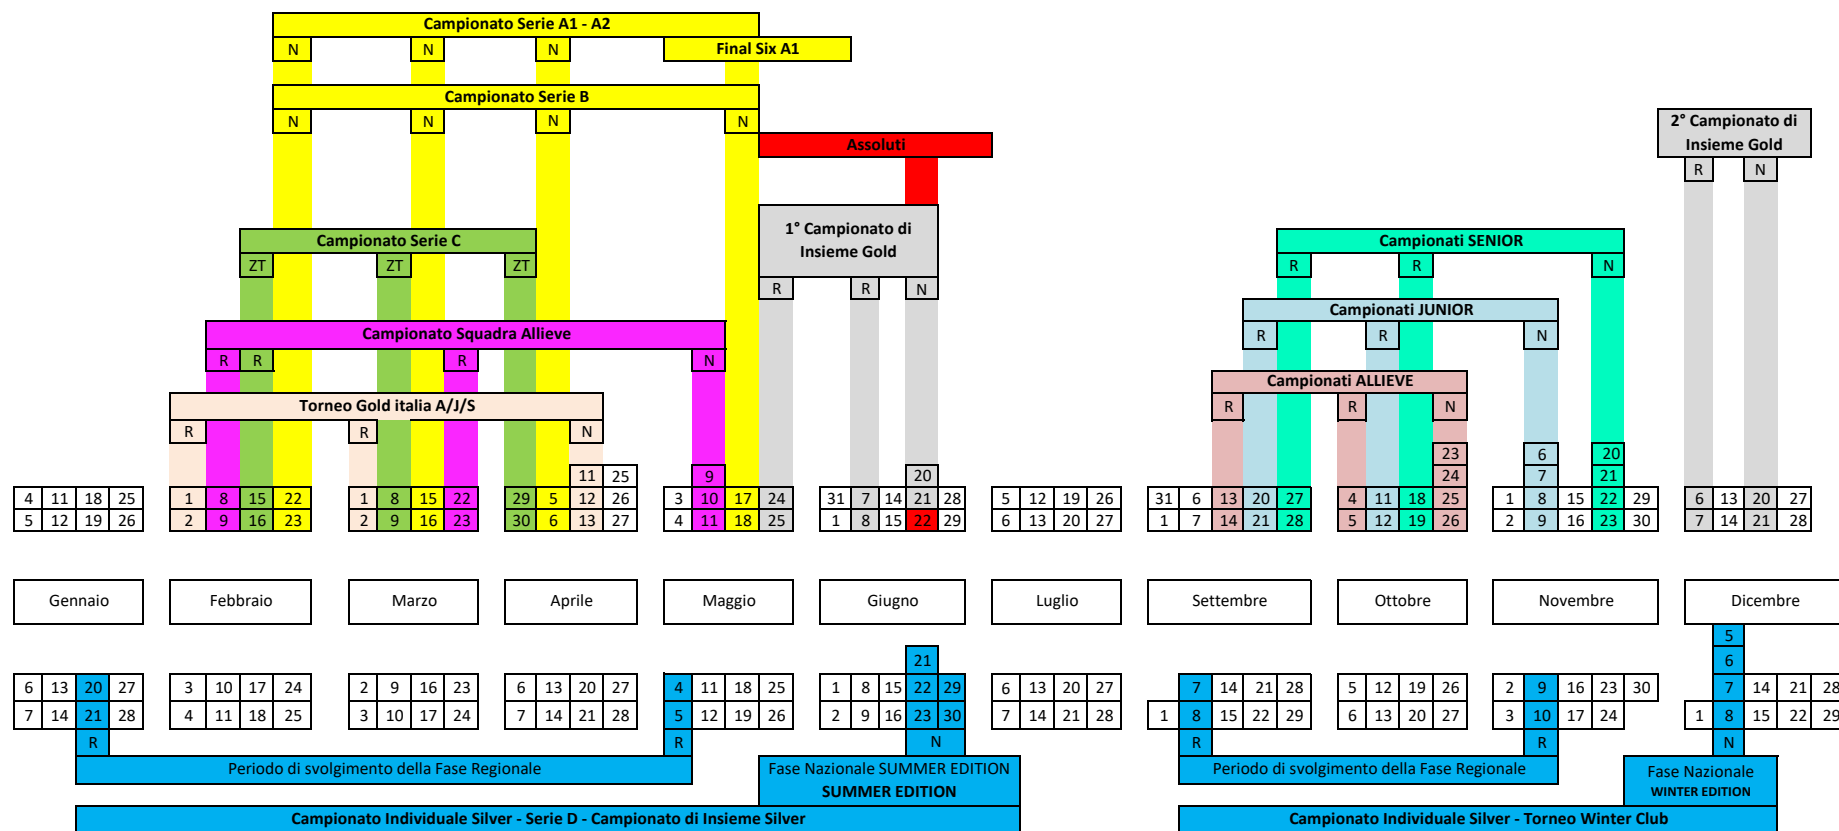 Campionato Serie A1 - A2
N N N Final Six A1
Campionato Serie B
N N N N
2° Campionato di
Insieme Gold
Assoluti
R N
1° Campionato di
Insieme Gold
Campionato Serie C
Campionati SENIOR
ZT ZT ZT
R R N
R R N
Campionati JUNIOR
Campionato Squadra Allieve
R R N
R R R N
Campionati ALLIEVE
Torneo Gold italia A/J/S
R R N
R R N
23 6 20
11 25 9 20 24 7 21
4 11 18 25 1 8 15 22 1 8 15 22 29 5 12 26 3 10 17 24 31 7 14 21 28 5 12 19 26 31 6 13 20 27 4 11 18 25 1 8 15 22 29 6 13 20 27
5 12 19 26 2 9 16 23 2 9 16 23 30 6 13 27 4 11 18 25 1 8 15 22 29 6 13 20 27 1 7 14 21 28 5 12 19 26 2 9 16 23 30 7 14 21 28
Gennaio Febbraio Marzo Aprile Maggio Giugno Luglio Settembre Ottobre Novembre Dicembre
5
21 6
6 13 20 27 3 10 17 24 2 9 16 23 6 13 20 27 4 11 18 25 1 8 15 22 29 6 13 20 27 7 14 21 28 5 12 19 26 2 9 16 23 30 7 14 21 28
7 14 21 28 4 11 18 25 3 10 17 24 7 14 21 28 5 12 19 26 2 9 16 23 30 7 14 21 28 1 8 15 22 29 6 13 20 27 3 10 17 24 1 8 15 22 29
R R N R R N
Periodo di svolgimento della Fase Regionale
Fase Nazionale SUMMER EDITION
SUMMER EDITION
Periodo di svolgimento della Fase Regionale
Fase Nazionale
WINTER EDITION
Campionato Individuale Silver - Serie D - Campionato di Insieme Silver
Campionato Individuale Silver - Torneo Winter Club